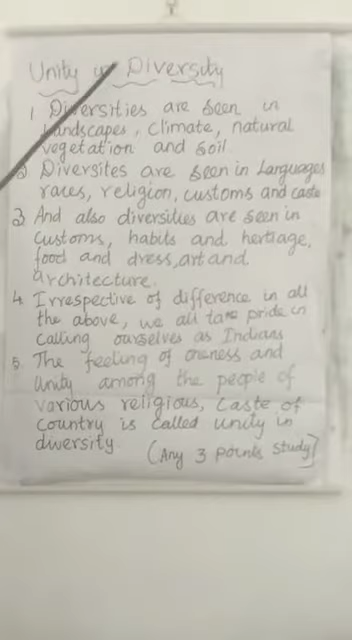 Unity in Diversity
1 Diversities are seen in
Landscapes, climate, natural
vegetation and soil.
2 Diversites are seen in Languages
races, religion, customs and caste
3. And also diversities are seen in
customs, habits and hertiage,
food and dress, art and
architecture.
4. Irrespective of difference in all
the above, we all take pride in
calling ourselves as Indians
5. The feeling of oneness and
Unity among the people of
various religious, caste of
country is called unity in
diversity.
(Any 3 points study)